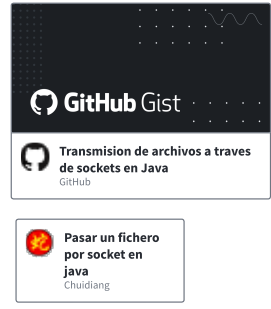 GitHub Gist
Transmision de archivos a traves
de sockets en Java
GitHub
Pasar un fichero
por socket en
java
Chuidiang